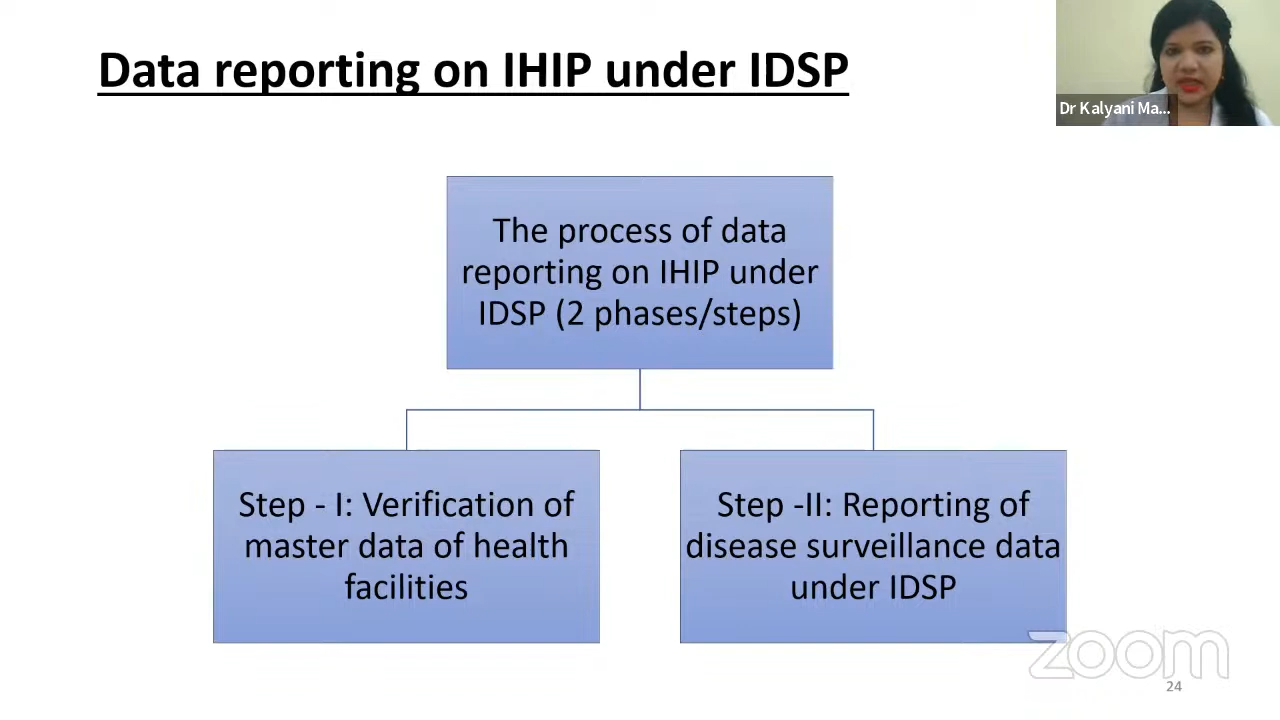 Data reporting on IHIP under IDSP
Dr Kalyani Ma...
The process of data
reporting on IHIP under
IDSP (2 phases/steps)
Step - I: Verification of
master data of health
facilities
Step -II: Reporting of
disease surveillance data
under IDSP
zoom
24